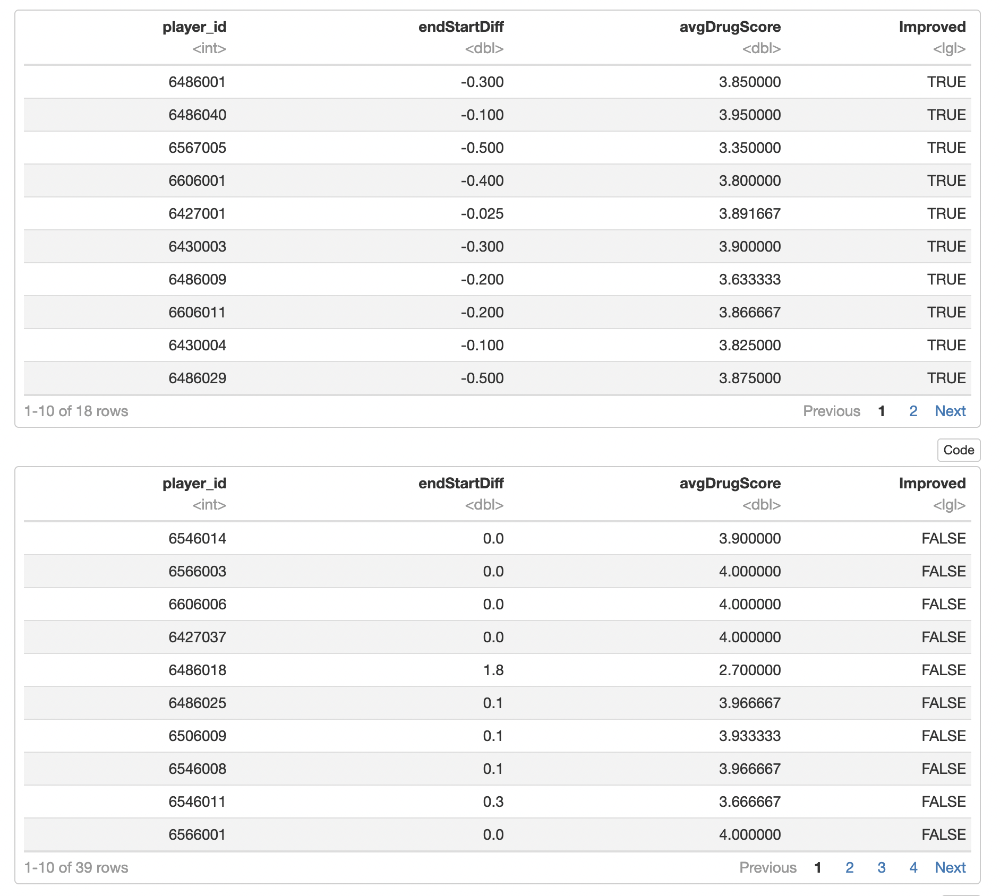 player_id endStartDiff avgDrugScore Improved
<int> <dbl> <dbl> <lgl>
6486001 -0.300 3.850000 TRUE
6486040 -0.100 3.950000 TRUE
6567005 -0.500 3.350000 TRUE
6606001 -0.400 3.800000 TRUE
6427001 -0.025 3.891667 TRUE
6430003 -0.300 3.900000 TRUE
6486009 -0.200 3.633333 TRUE
6606011 -0.200 3.866667 TRUE
6430004 -0.100 3.825000 TRUE
6486029 -0.500 3.875000 TRUE
1-10 of 18 rows Previous 1 2 Next
Code
player_id endStartDiff avgDrugScore Improved
<int> <dbl> <dbl> <lgl>
6546014 0.0 3.900000 FALSE
6566003 0.0 4.000000 FALSE
6606006 0.0 4.000000 FALSE
6427037 0.0 4.000000 FALSE
6486018 1.8 2.700000 FALSE
6486025 0.1 3.966667 FALSE
6506009 0.1 3.933333 FALSE
6546008 0.1 3.966667 FALSE
6546011 0.3 3.666667 FALSE
6566001 0.0 4.000000 FALSE
1-10 of 39 rows Previous 1 2 3 4 Next